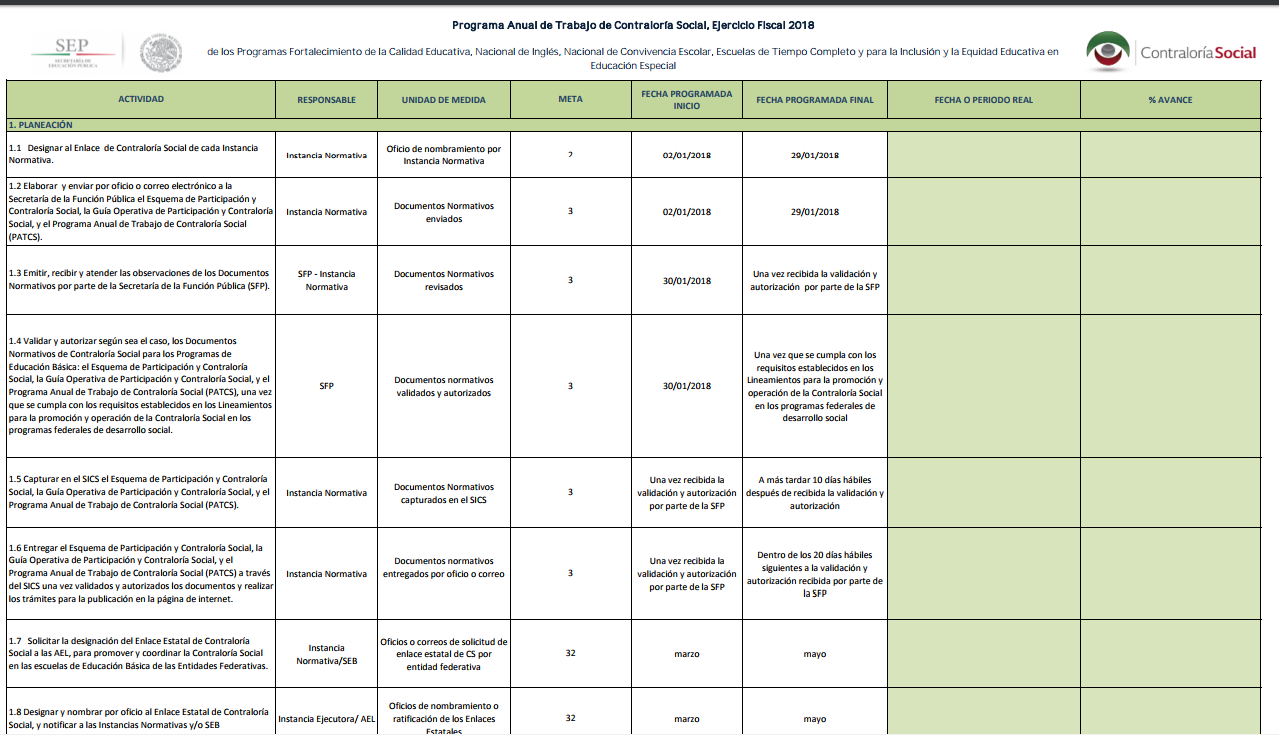 Programa Anual de Trabajo de Contraloría Social, Ejercicio Fiscal 2018
SEP
SECRETARÍA DE
EDUCACIÓN PÚBLICA
de los Programas Fortalecimiento de la Calidad Educativa, Nacional de Inglés, Nacional de Convivencia Escolar, Escuelas de Tiempo Completo y para la Inclusión y la Equidad Educativa en
Educación Especial
ContraloríaSocial
ACTIVIDAD
RESPONSABLE
UNIDAD DE MEDIDA
META
FECHA PROGRAMADA
INICIO
FECHA PROGRAMADA FINAL
FECHA O PERIODO REAL
% AVANCE
1. PLANEACIÓN
1.1 Designar al Enlace de Contraloría Social de cada Instancia
Normativa.
Instancia Normativa
Oficio de nombramiento por
Instancia Normativa
2
02/01/2018
29/01/2018
1.2 Elaborar y enviar por oficio o correo electrónico a la
Secretaría de la Función Pública el Esquema de Participación y
Contraloría Social, la Guía Operativa de Participación y Contraloría
Social, y el Programa Anual de Trabajo de Contraloría Social
(PATCS).
Instancia Normativa
Documentos Normativos
enviados
3
02/01/2018
29/01/2018
1.3 Emitir, recibir y atender las observaciones de los Documentos
Normativos por parte de la Secretaría de la Función Pública (SFP).
SFP - Instancia
Normativa
Documentos Normativos
revisados
3
30/01/2018
Una vez recibida la validación y
autorización por parte de la SFP
1.4 Validar y autorizar según sea el caso, los Documentos
Normativos de Contraloría Social para los Programas de
Educación Básica: el Esquema de Participación y Contraloría
Social, la Guía Operativa de Participación y Contraloría Social, y el
Programa Anual de Trabajo de Contraloría Social (PATCS), una vez
que se cumpla con los requisitos establecidos en los Lineamientos
para la promoción y operación de la Contraloría Social en los
programas federales de desarrollo social.
SFP
Documentos normativos
validados y autorizados
3
30/01/2018
Una vez que se cumpla con los
requisitos establecidos en los
Lineamientos para la promoción y
operación de la Contraloría Social
en los programas federales de
desarrollo social
1.5 Capturar en el SICS el Esquema de Participación y Contraloría
Social, la Guía Operativa de Participación y Contraloría Social, y el
Programa Anual de Trabajo de Contraloría Social (PATCS).
Instancia Normativa
Documentos Normativos
capturados en el SICS
3
Una vez recibida la
validación y autorización
por parte de la SFP
A más tardar 10 días hábiles
después de recibida la validación y
autorización
1.6 Entregar el Esquema de Participación y Contraloría Social, la
Guía Operativa de Participación y Contraloría Social, y el
Programa Anual de Trabajo de Contraloría Social (PATCS) a través
del SICS una vez validados y autorizados los documentos y realizar
los trámites para la publicación en la página de internet.
Instancia Normativa
Documentos normativos
entregados por oficio o correo
3
Una vez recibida la
validación y autorización
por parte de la SFP
Dentro de los 20 días hábiles
siguientes a la validación y
autorización recibida por parte de
la SFP
1.7 Solicitar la designación del Enlace Estatal de Contraloría
Social a las AEL, para promover y coordinar la Contraloría Social
en las escuelas de Educación Básica de las Entidades Federativas.
Instancia
Normativa/SEB
Oficios o correos de solicitud de
enlace estatal de CS por
entidad federativa
32
marzo
mayo
1.8 Designar y nombrar por oficio al Enlace Estatal de Contraloría
Social, y notificar a las Instancias Normativas y/o SEB
Instancia Ejecutora/ AEL
Oficios de nombramiento o
ratificación de los Enlaces
Estatales
32
marzo
mayo